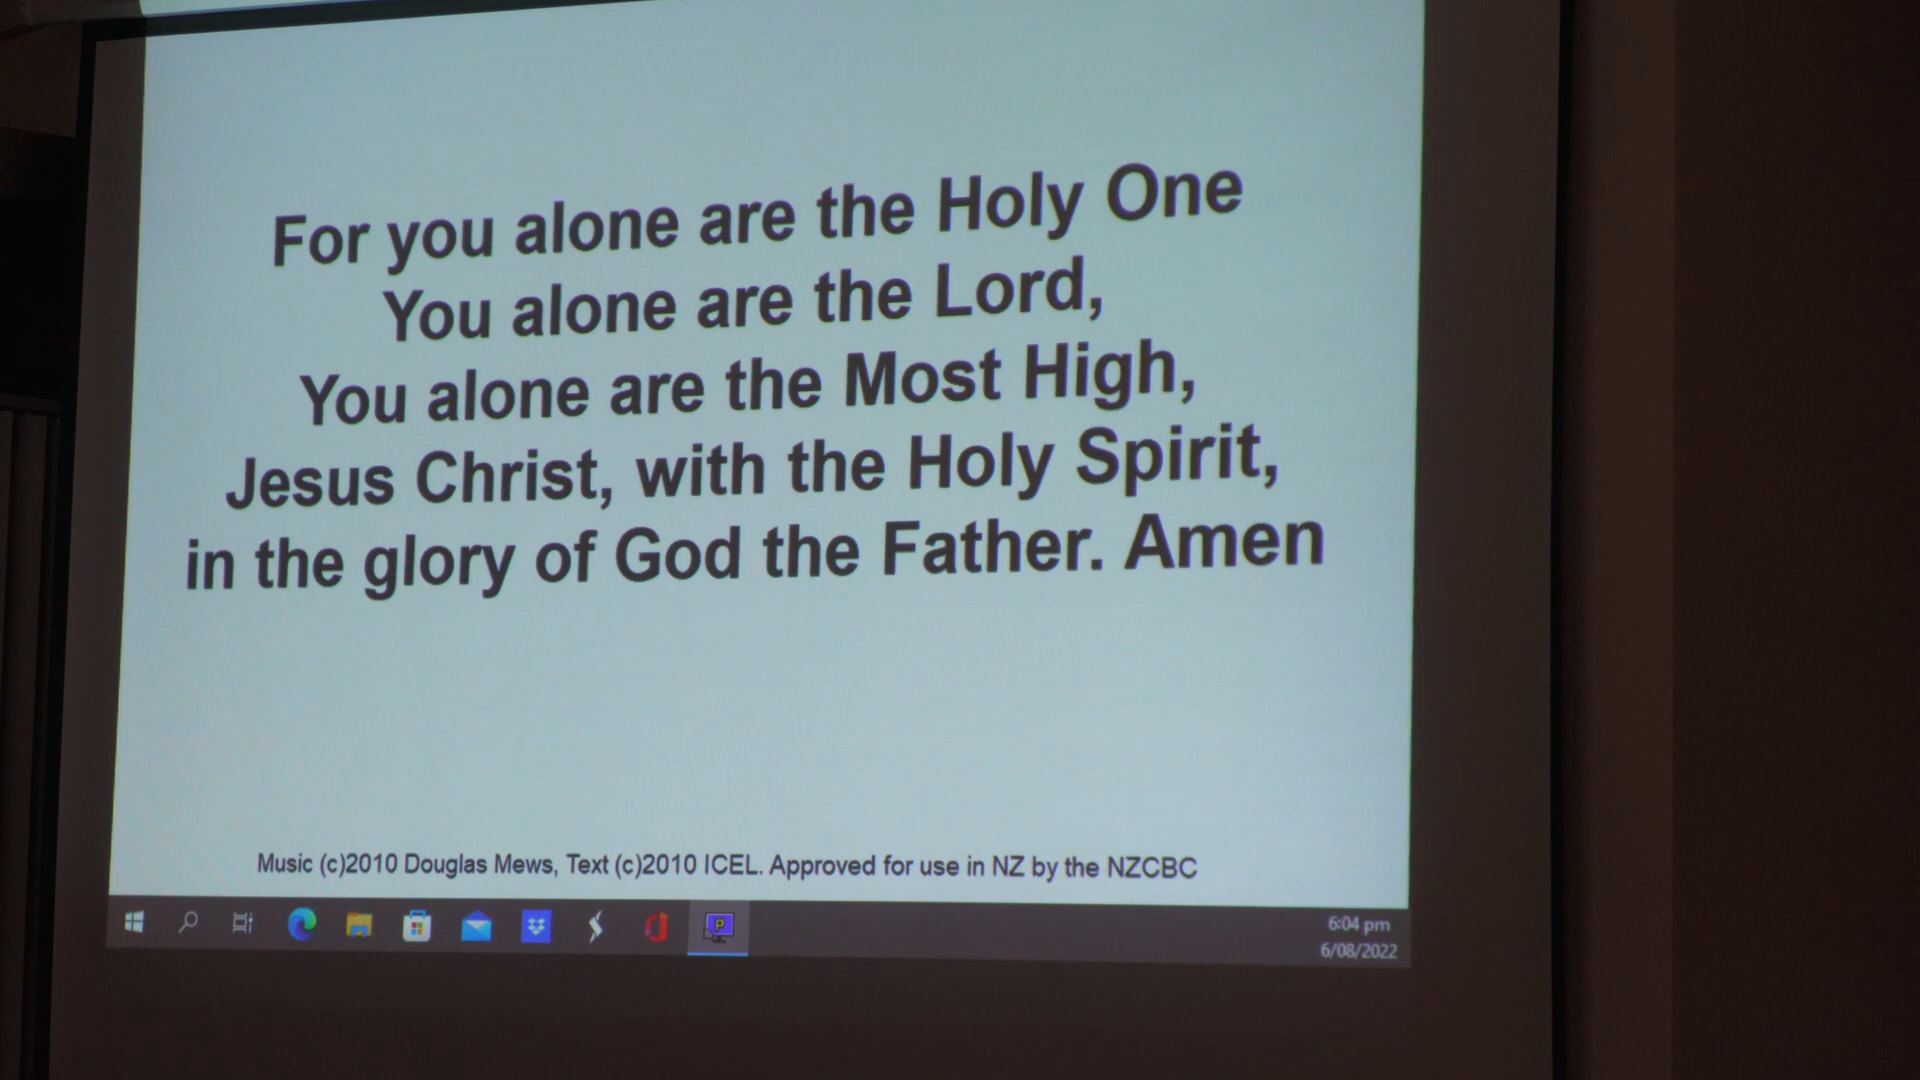 For you alone are the Holy One
You alone are the Lord,
You alone are the Most High,
Jesus Christ, with the Holy Spirit,
in the glory of God the Father. Amen
Music (c)2010 Douglas Mews, Text (c)2010 ICEL. Approved for use in NZ by the NZCBC
P
6:04 pm
6/08/2022